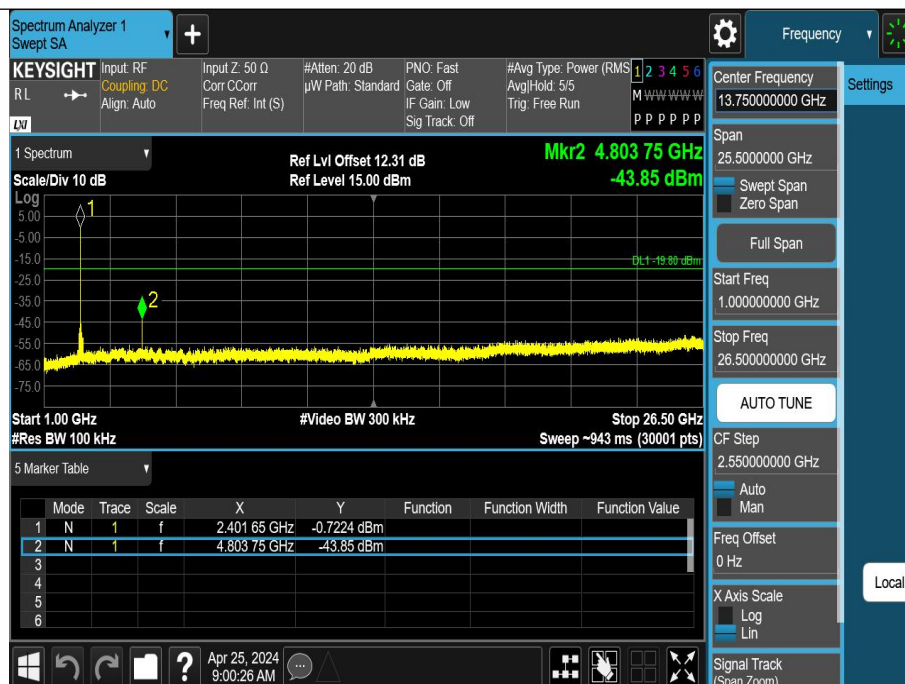 Spectrum Analyzer 1
Swept SA
+
Frequency
KEYSIGHT
RL
LXI
Input: RF
Coupling: DC
Align: Auto
Input Z: 50 Ω
Corr CCorr
Freq Ref: Int (S)
#Atten: 20 dB
µW Path: Standard
PNO: Fast
Gate: Off
IF Gain: Low
Sig Track: Off
#Avg Type: Power (RMS
Avg|Hold: 5/5
Trig: Free Run
1 2 3 4 5 6
M W W W W W
P P P P P P
1 Spectrum
Scale/Div 10 dB
Ref Lvl Offset 12.31 dB
Ref Level 15.00 dBm
Mkr2 4.803 75 GHz
-43.85 dBm
Log
5.00
-5.00
-15.0
-25.0
-35.0
-45.0
-55.0
-65.0
-75.0
1
2
DL1 -19.80 dBm
Start 1.00 GHz
#Video BW 300 kHz
Stop 26.50 GHz
#Res BW 100 kHz
Sweep ~943 ms (30001 pts)
5 Marker Table
Mode Trace Scale X Y Function Function Width Function Value
1 N 1 f 2.401 65 GHz -0.7224 dBm
2 N 1 f 4.803 75 GHz -43.85 dBm
3
4
5
6
Apr 25, 2024
9:00:26 AM
Center Frequency
13.750000000 GHz
Settings
Span
25.5000000 GHz
Swept Span
Zero Span
Full Span
Start Freq
1.000000000 GHz
Stop Freq
26.500000000 GHz
AUTO TUNE
CF Step
2.550000000 GHz
Auto
Man
Freq Offset
0 Hz
Local
X Axis Scale
Log
Lin
Signal Track
(Span Zoom)